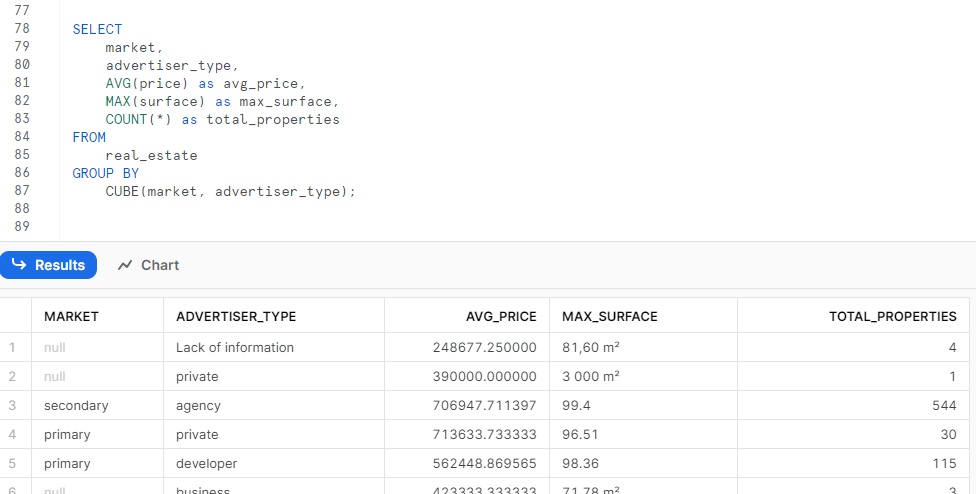 77
78 SELECT
79 market,
80 advertiser_type,
81 AVG(price) as avg_price,
82 MAX(surface) as max_surface,
83 COUNT(*) as total_properties
84 FROM
85 real_estate
86 GROUP BY
87 CUBE(market, advertiser_type);
88
89
Results Chart
MARKET ADVERTISER_TYPE AVG_PRICE MAX_SURFACE TOTAL_PROPERTIES
1 null Lack of information 248677.250000 81,60 m² 4
2 null private 390000.000000 3 000 m² 1
3 secondary agency 706947.711397 99.4 544
4 primary private 713633.733333 96.51 30
5 primary developer 562448.869565 98.36 115
6 null business 423333.333333 71,78 m² 3